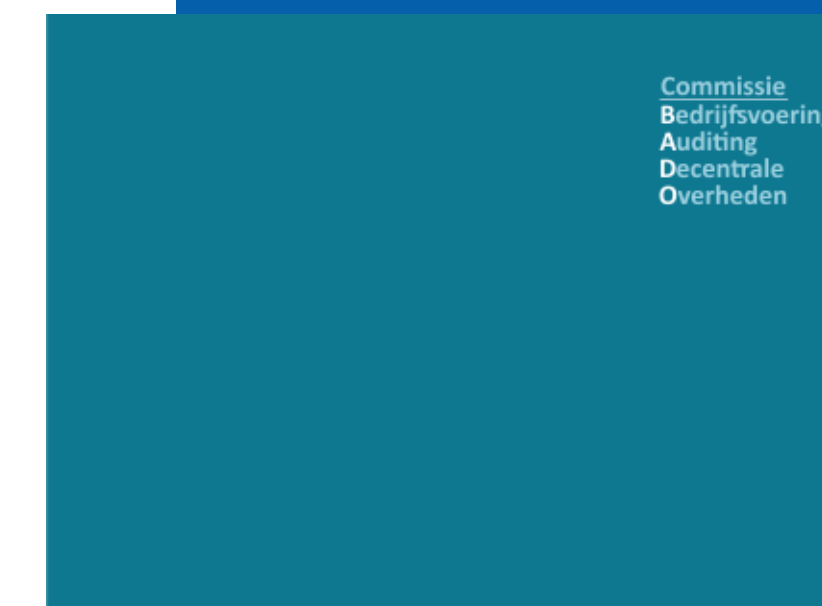 Commissie
Bedrijfsvoerin
Auditing
Decentrale
Overheden